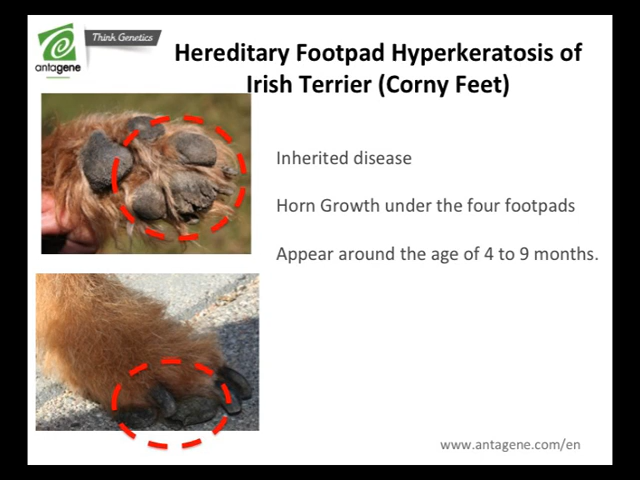 Think Genetics
antagene
Hereditary Footpad Hyperkeratosis of
Irish Terrier (Corny Feet)
Inherited disease
Horn Growth under the four footpads
Appear around the age of 4 to 9 months.
www.antagene.com/en